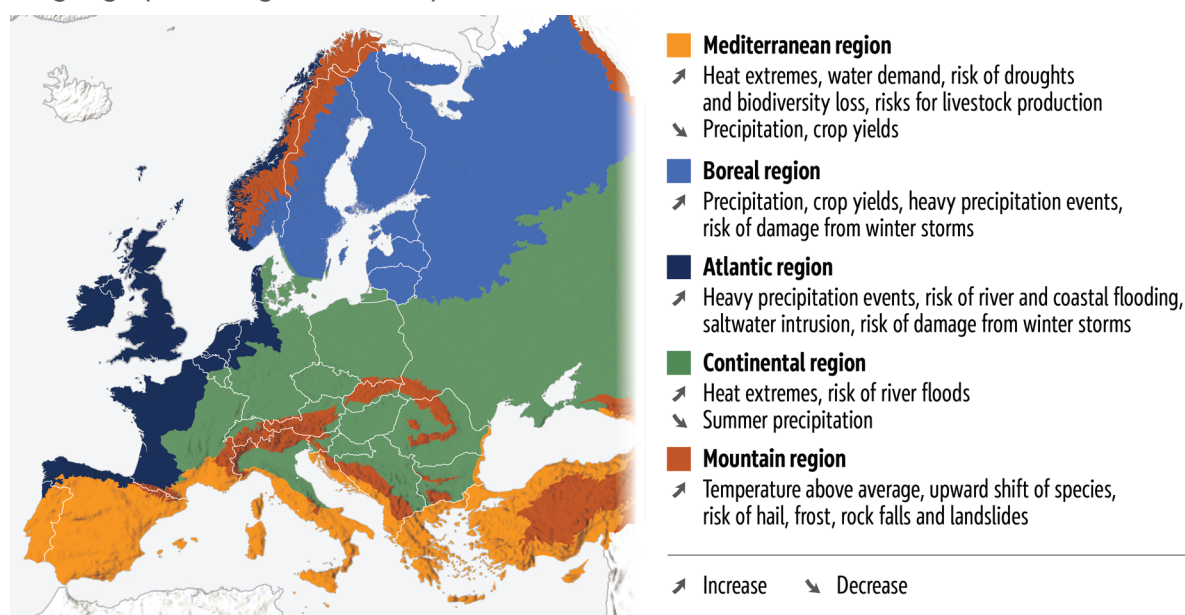 Mediterranean region
Heat extremes, water demand, risk of droughts
and biodiversity loss, risks for livestock production
Precipitation, crop yields
Boreal region
Precipitation, crop yields, heavy precipitation events,
risk of damage from winter storms
Atlantic region
Heavy precipitation events, risk of river and coastal flooding,
saltwater intrusion, risk of damage from winter storms
Continental region
Heat extremes, risk of river floods
Summer precipitation
Mountain region
Temperature above average, upward shift of species,
risk of hail, frost, rock falls and landslides
Increase
Decrease